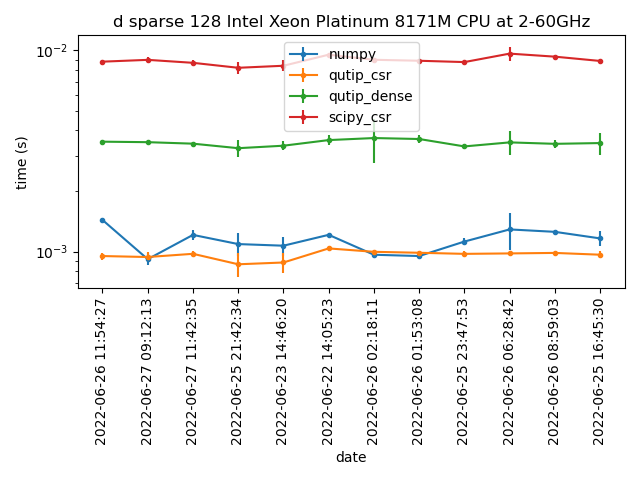 d sparse 128 Intel Xeon Platinum 8171M CPU at 2-60GHz
numpy
qutip_csr
qutip_dense
scipy_csr
time (s)
10⁻²
10⁻³
2022-06-26 11:54:27
2022-06-27 09:12:13
2022-06-27 11:42:35
2022-06-25 21:42:34
2022-06-23 14:46:20
2022-06-22 14:05:23
2022-06-26 02:18:11
2022-06-26 01:53:08
2022-06-25 23:47:53
2022-06-26 06:28:42
2022-06-26 08:59:03
2022-06-25 16:45:30
date